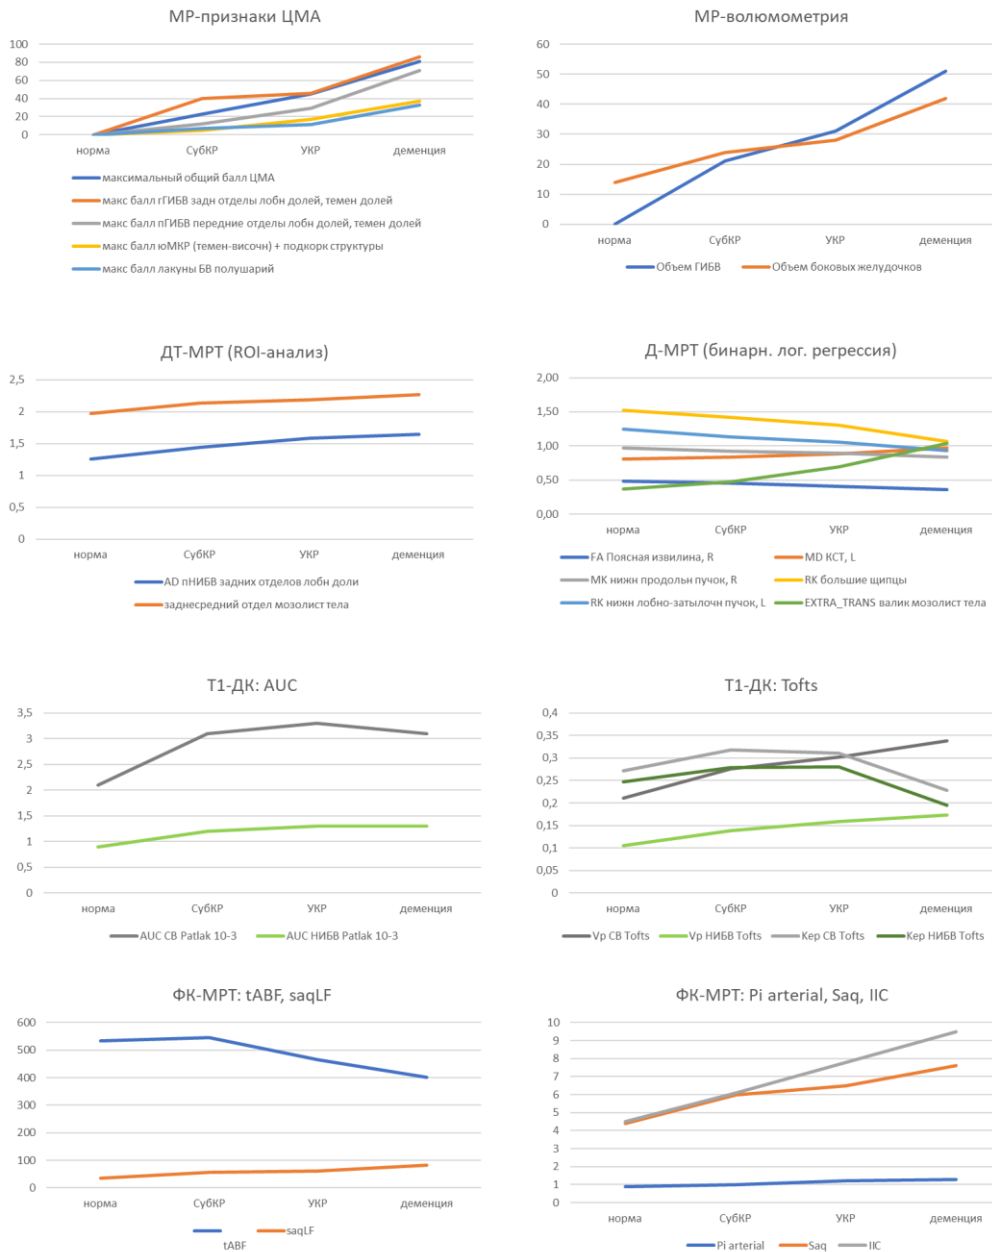 МР-признаки ЦМА
100
80
60
40
20
0
норма СубКР УКР деменция
максимальный общий балл ЦМА
макс балл гГИБВ задн отделы лобн долей, темен долей
макс балл пГИБВ передние отделы лобн долей, темен долей
макс балл юМКР (темен-височн) + подкорк структуры
макс балл лакуны БВ полушарий
МР-волюмометрия
60
50
40
30
20
10
0
норма СубКР УКР деменция
Объем ГИБВ Объем боковых желудочков
ДТ-МРТ (ROI-анализ)
2,5
2
1,5
1
0,5
0
норма СубКР УКР деменция
AD пНИБВ задних отделов лобн доли
заднесредний отдел мозолист тела
Д-МРТ (бинарн. лог. регрессия)
2,00
1,50
1,00
0,50
0,00
норма СубКР УКР деменция
FA Поясная извилина, R MD КСТ, L
MK нижн продольн пучок, R RK большие щипцы
RK нижн лобно-затылочн пучок, L EXTRA_TRANS валик мозолист тела
Т1-ДК: AUC
3,5
3
2,5
2
1,5
1
0,5
0
норма СубКР УКР деменция
AUC СВ Patlak 10-3 AUC НИБВ Patlak 10-3
Т1-ДК: Tofts
0,4
0,35
0,3
0,25
0,2
0,15
0,1
0,05
0
норма СубКР УКР деменция
Vp СВ Tofts Vp НИБВ Tofts Kep СВ Tofts Kep НИБВ Tofts
ФК-МРТ: tABF, saqLF
600
500
400
300
200
100
0
норма СубКР УКР деменция
saqLF
tABF
ФК-МРТ: Pi arterial, Saq, IIC
10
9
8
7
6
5
4
3
2
1
0
норма СубКР УКР деменция
Pi arterial Saq IIC